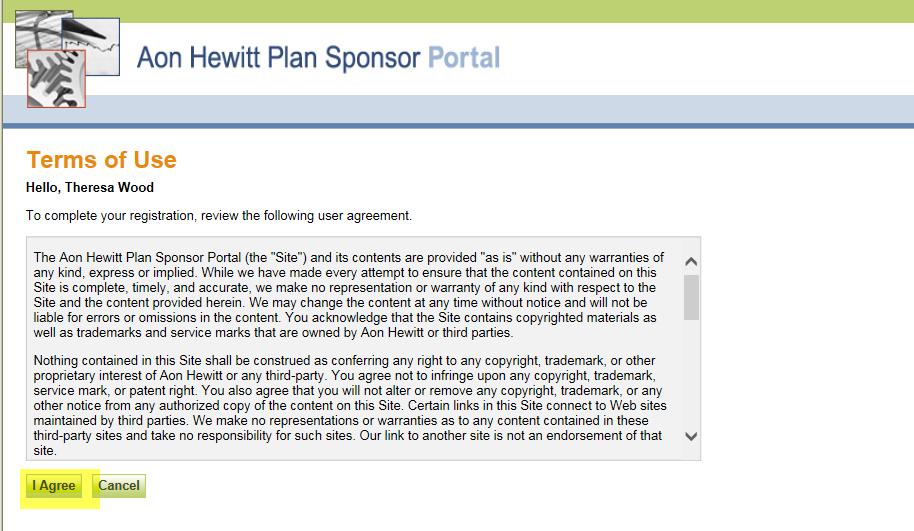 Aon Hewitt Plan Sponsor Portal
Terms of Use
Hello, Theresa Wood
To complete your registration, review the following user agreement.
The Aon Hewitt Plan Sponsor Portal (the "Site") and its contents are provided "as is" without any warranties of
any kind, express or implied. While we have made every attempt to ensure that the content contained on this
Site is complete, timely, and accurate, we make no representation or warranty of any kind with respect to the
Site and the content provided herein. We may change the content at any time without notice and will not be
liable for errors or omissions in the content. You acknowledge that the Site contains copyrighted materials as
well as trademarks and service marks that are owned by Aon Hewitt or third parties.
Nothing contained in this Site shall be construed as conferring any right to any copyright, trademark, or other
proprietary interest of Aon Hewitt or any third-party. You agree not to infringe upon any copyright, trademark,
service mark, or patent right. You also agree that you will not alter or remove any copyright, trademark, or any
other notice from any authorized copy of the content on this Site. Certain links in this Site connect to Web sites
maintained by third parties. We make no representations or warranties as to any content contained in these
third-party sites and take no responsibility for such sites. Our link to another site is not an endorsement of that
site.
I Agree Cancel